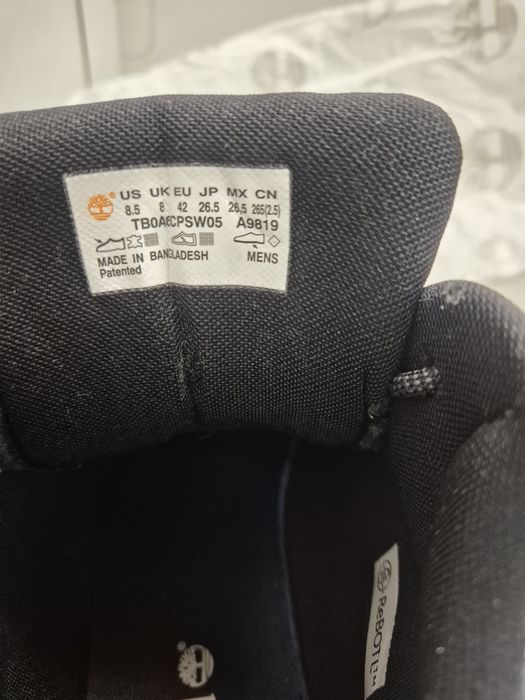 US UK EU JP MX CN
8.5 8 42 26.5 26,5 265(2.5)
TB0A6CPSW05 A9819
MADE IN BANGLADESH MENS
Patented
ReBOTL™